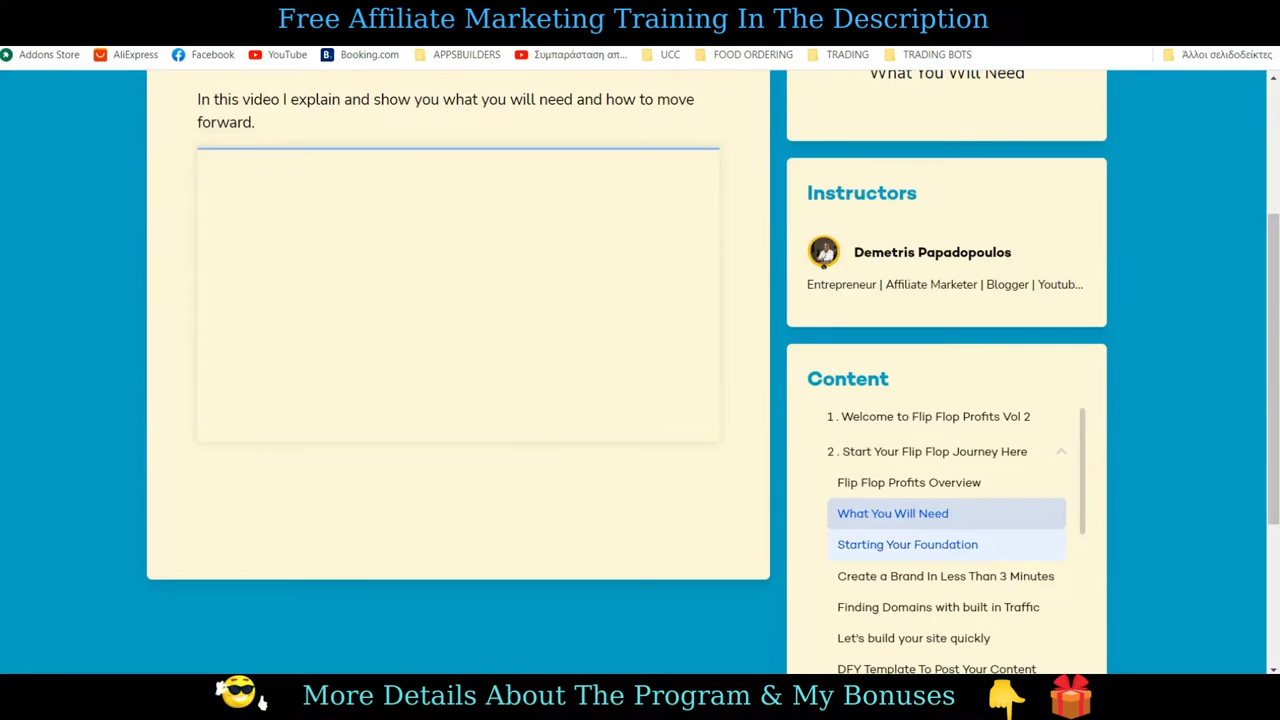 Free Affiliate Marketing Training In The Description
Addons Store AliExpress Facebook YouTube Booking.com APPSBUILDERS Συμπαράσταση απ... UCC FOOD ORDERING TRADING TRADING BOTS Άλλοι σελιδοδείκτες
In this video I explain and show you what you will need and how to move
forward.
What You Will Need
Instructors
Demetris Papadopoulos
Entrepreneur | Affiliate Marketer | Blogger | Youtub...
Content
1. Welcome to Flip Flop Profits Vol 2
2. Start Your Flip Flop Journey Here
Flip Flop Profits Overview
What You Will Need
Starting Your Foundation
Create a Brand In Less Than 3 Minutes
Finding Domains with built in Traffic
Let's build your site quickly
DFY Template To Post Your Content
More Details About The Program & My Bonuses